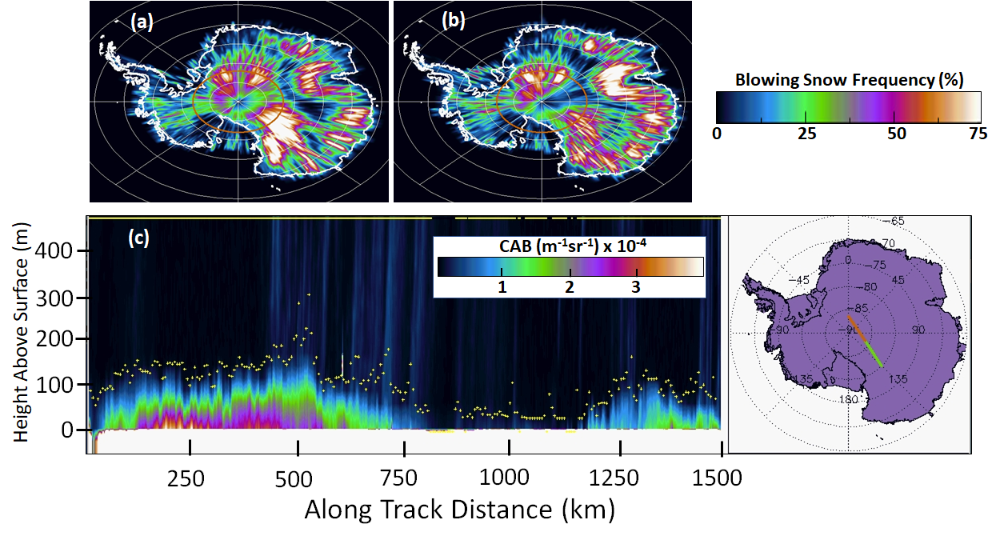 (a)
(b)
Blowing Snow Frequency (%)
0 25 50 75
(c)
CAB (m⁻¹sr⁻¹) x 10⁻⁴
1 2 3
Height Above Surface (m)
400
300
200
100
0
250 500 750 1000 1250 1500
Along Track Distance (km)
−65
−70
0
−75
−45
45
−80
−85
−90
−90
90
−135
135
180